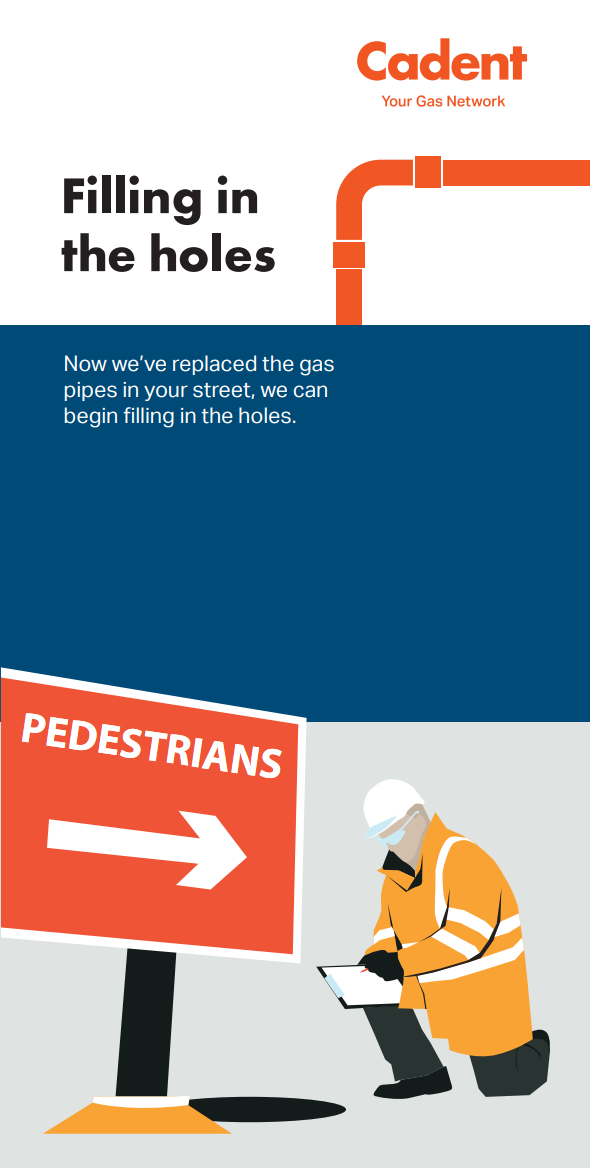 Cadent
Your Gas Network
Filling in
the holes
Now we’ve replaced the gas
pipes in your street, we can
begin filling in the holes.
PEDESTRIANS